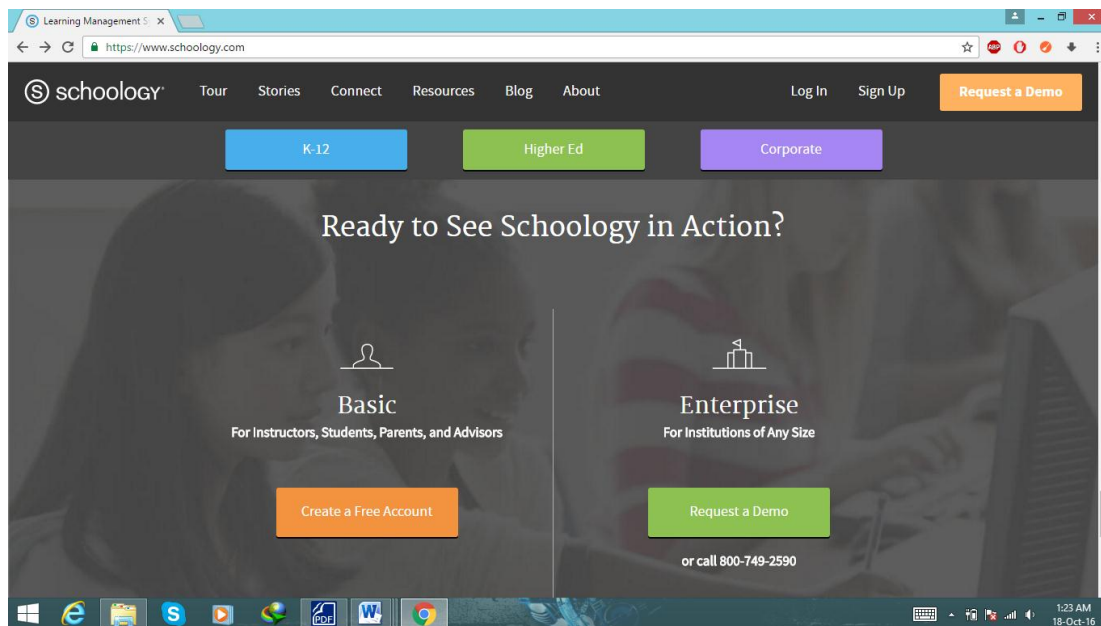 Learning Management S
https://www.schoology.com
ABP
S schoology Tour Stories Connect Resources Blog About Log In Sign Up Request a Demo
K-12 Higher Ed Corporate
Ready to See Schoology in Action?
Basic
For Instructors, Students, Parents, and Advisors
Create a Free Account
Enterprise
For Institutions of Any Size
Request a Demo
or call 800-749-2590
PDF
1:23 AM
18-Oct-16